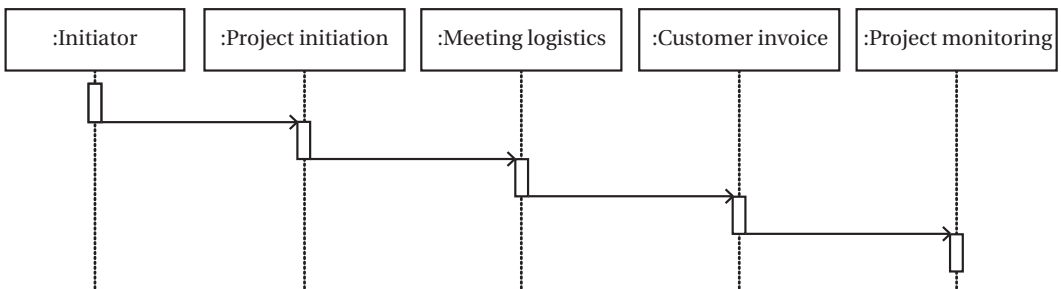 :Initiator
:Project initiation
:Meeting logistics
:Customer invoice
:Project monitoring